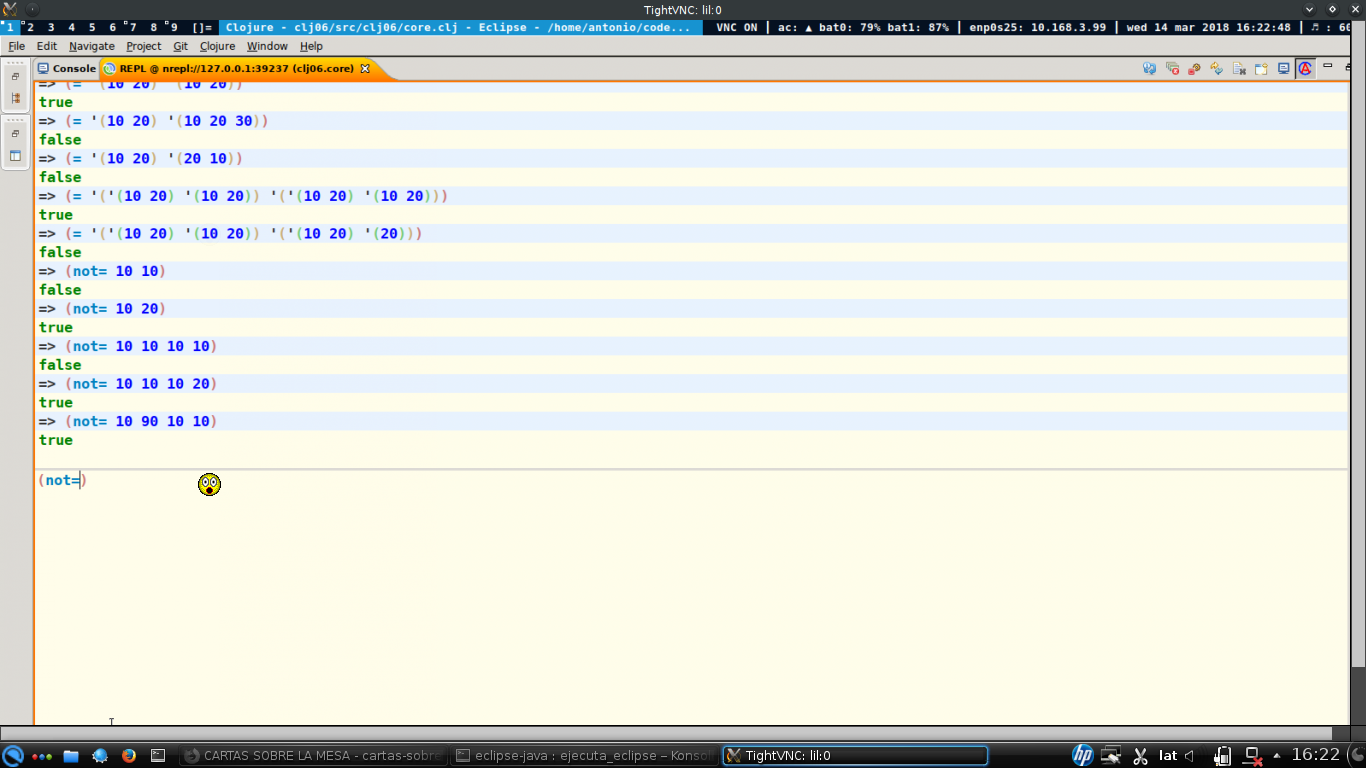 TightVNC: lil:0
1 2 3 4 5 6 7 8 9 []= Clojure - clj06/src/clj06/core.clj - Eclipse - /home/antonio/code... VNC ON | ac: ▲ bat0: 79% bat1: 87% | enp0s25: 10.168.3.99 | wed 14 mar 2018 16:22:48 | ♬ :
File Edit Navigate Project Git Clojure Window Help
Console REPL @ nrepl://127.0.0.1:39237 (clj06.core)
=> (= '(10 20) '(10 20))
true
=> (= '(10 20) '(10 20 30))
false
=> (= '(10 20) '(20 10))
false
=> (= '('(10 20) '(10 20)) '('(10 20) '(10 20)))
true
=> (= '('(10 20) '(10 20)) '('(10 20) '(20)))
false
=> (not= 10 10)
false
=> (not= 10 20)
true
=> (not= 10 10 10 10)
false
=> (not= 10 10 10 20)
true
=> (not= 10 90 10 10)
true
(not=)
CARTAS SOBRE LA MESA - cartas-sobre eclipse-java : ejecuta_eclipse – Konsol TightVNC: lil:0 hp lat 16:22